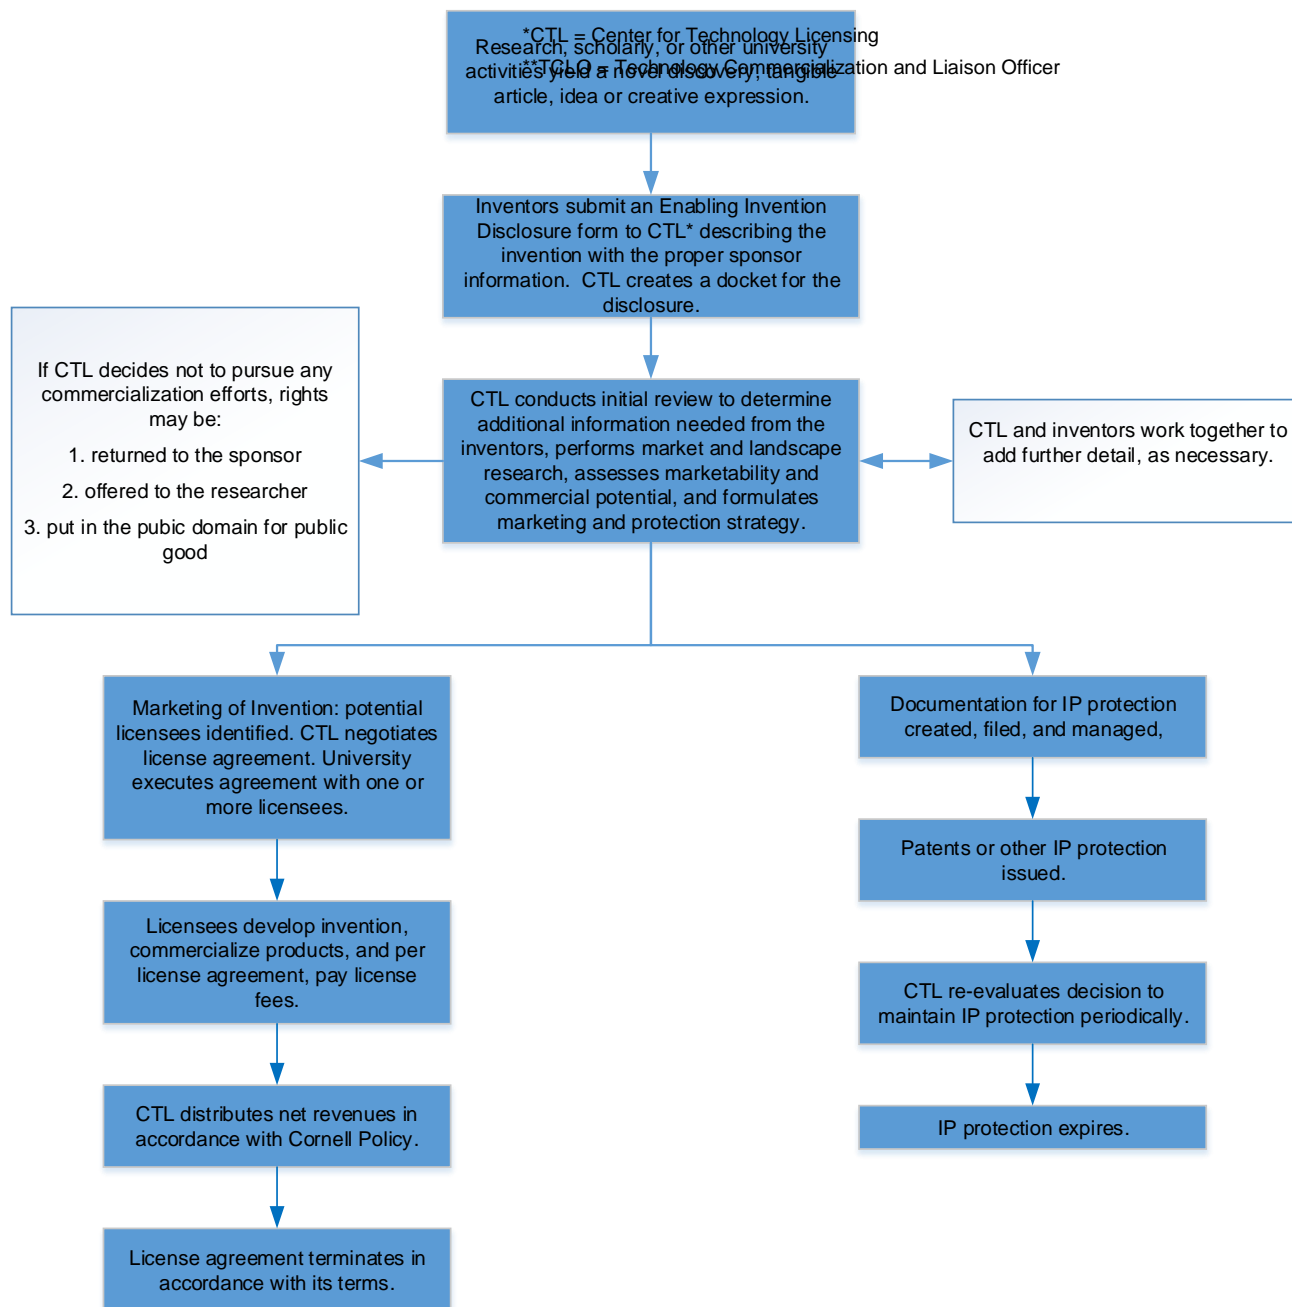 *CTL = Center for Technology Licensing
**TCLO = Technology Commercialization and Liaison Officer
Research, scholarly, or other university
activities yield a novel discovery, tangible
article, idea or creative expression.
Inventors submit an Enabling Invention
Disclosure form to CTL* describing the
invention with the proper sponsor
information.  CTL creates a docket for the
disclosure.
If CTL decides not to pursue any
commercialization efforts, rights
may be:
1. returned to the sponsor
2. offered to the researcher
3. put in the pubic domain for public
good
CTL conducts initial review to determine
additional information needed from the
inventors, performs market and landscape
research, assesses marketability and
commercial potential, and formulates
marketing and protection strategy.
CTL and inventors work together to
add further detail, as necessary.
Marketing of Invention: potential
licensees identified. CTL negotiates
license agreement. University
executes agreement with one or
more licensees.
Licensees develop invention,
commercialize products, and per
license agreement, pay license
fees.
CTL distributes net revenues in
accordance with Cornell Policy.
License agreement terminates in
accordance with its terms.
Documentation for IP protection
created, filed, and managed,
Patents or other IP protection
issued.
CTL re-evaluates decision to
maintain IP protection periodically.
IP protection expires.